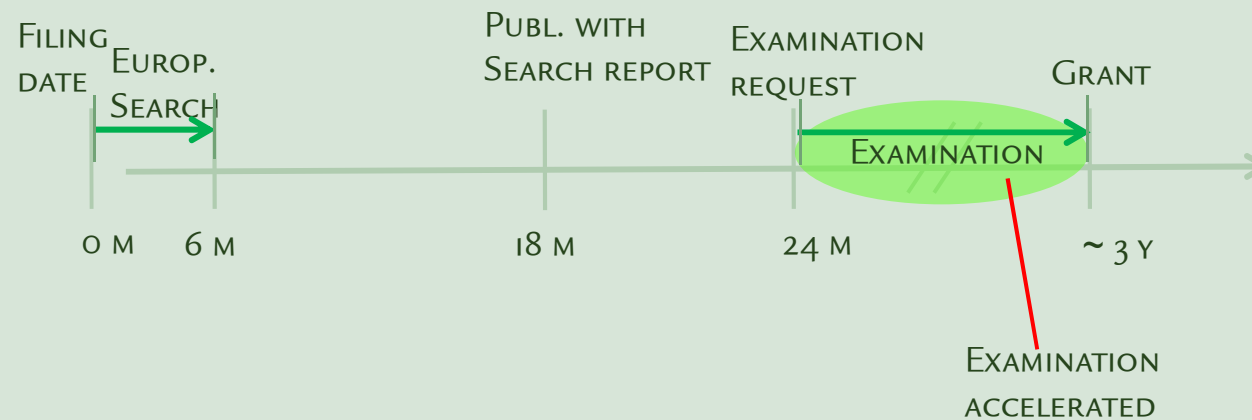 Filing
date
Europ.
Search
Publ. with
Search report
Examination
request
Grant
Examination
0 m
6 m
18 m
24 m
~ 3 y
Examination
accelerated